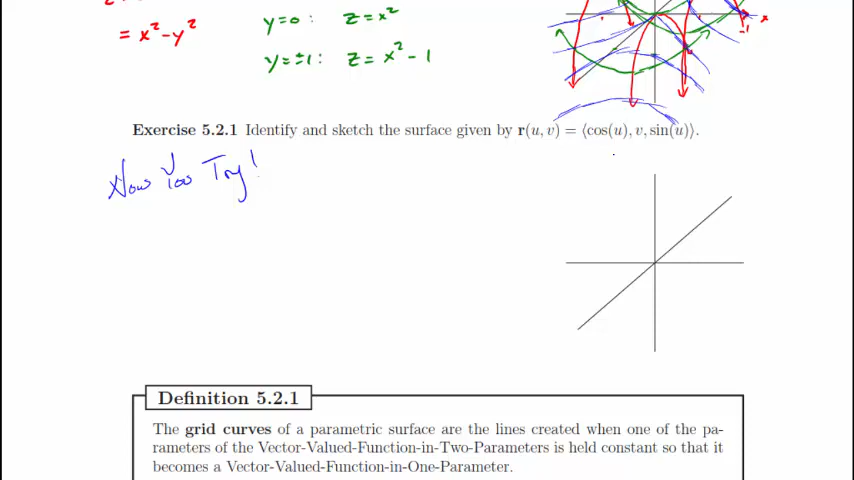 = x² - y²
y=0: z=x²
y=±1: z=x²-1
x
-1
Exercise 5.2.1 Identify and sketch the surface given by r(u, v) = ⟨cos(u), v, sin(u)⟩.
Now You Try!
Definition 5.2.1
The grid curves of a parametric surface are the lines created when one of the pa-
rameters of the Vector-Valued-Function-in-Two-Parameters is held constant so that it
becomes a Vector-Valued-Function-in-One-Parameter.